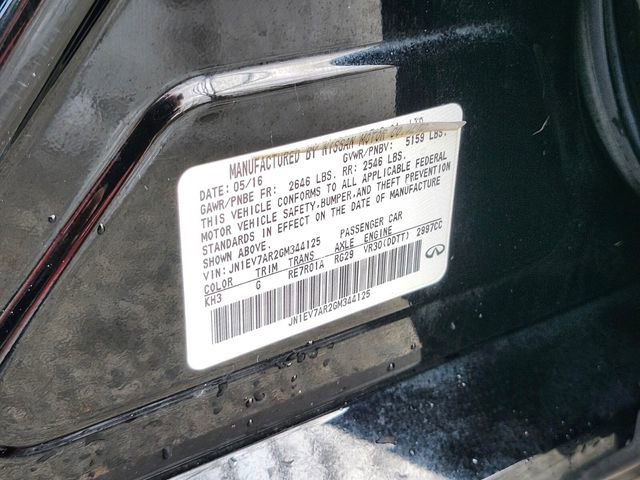 MANUFACTURED BY NISSAN MOTOR CO., LTD.
DATE: 05/16 GVWR/PNBV: 5159 LBS.
GAWR/PNBE FR: 2646 LBS. RR: 2546 LBS.
THIS VEHICLE CONFORMS TO ALL APPLICABLE FEDERAL
MOTOR VEHICLE SAFETY, BUMPER, AND THEFT PREVENTION
STANDARDS IN EFFECT ON THE DATE OF MANUFACTURE
SHOWN ABOVE.
VIN: JN1EV7AR2GM344125 PASSENGER CAR
COLOR TRIM TRANS AXLE ENGINE
KH3 G RE7R01A RG29 VR30(DDTT) 2997CC
JN1EV7AR2GM344125